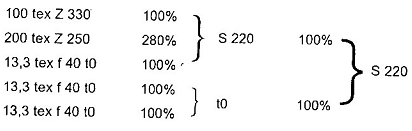 100 tex Z 330 100%
200 tex Z 250 280% S 220 100%
13,3 tex f 40 t0 100% S 220
13,3 tex f 40 t0 100%
13,3 tex f 40 t0 100% t0 100%